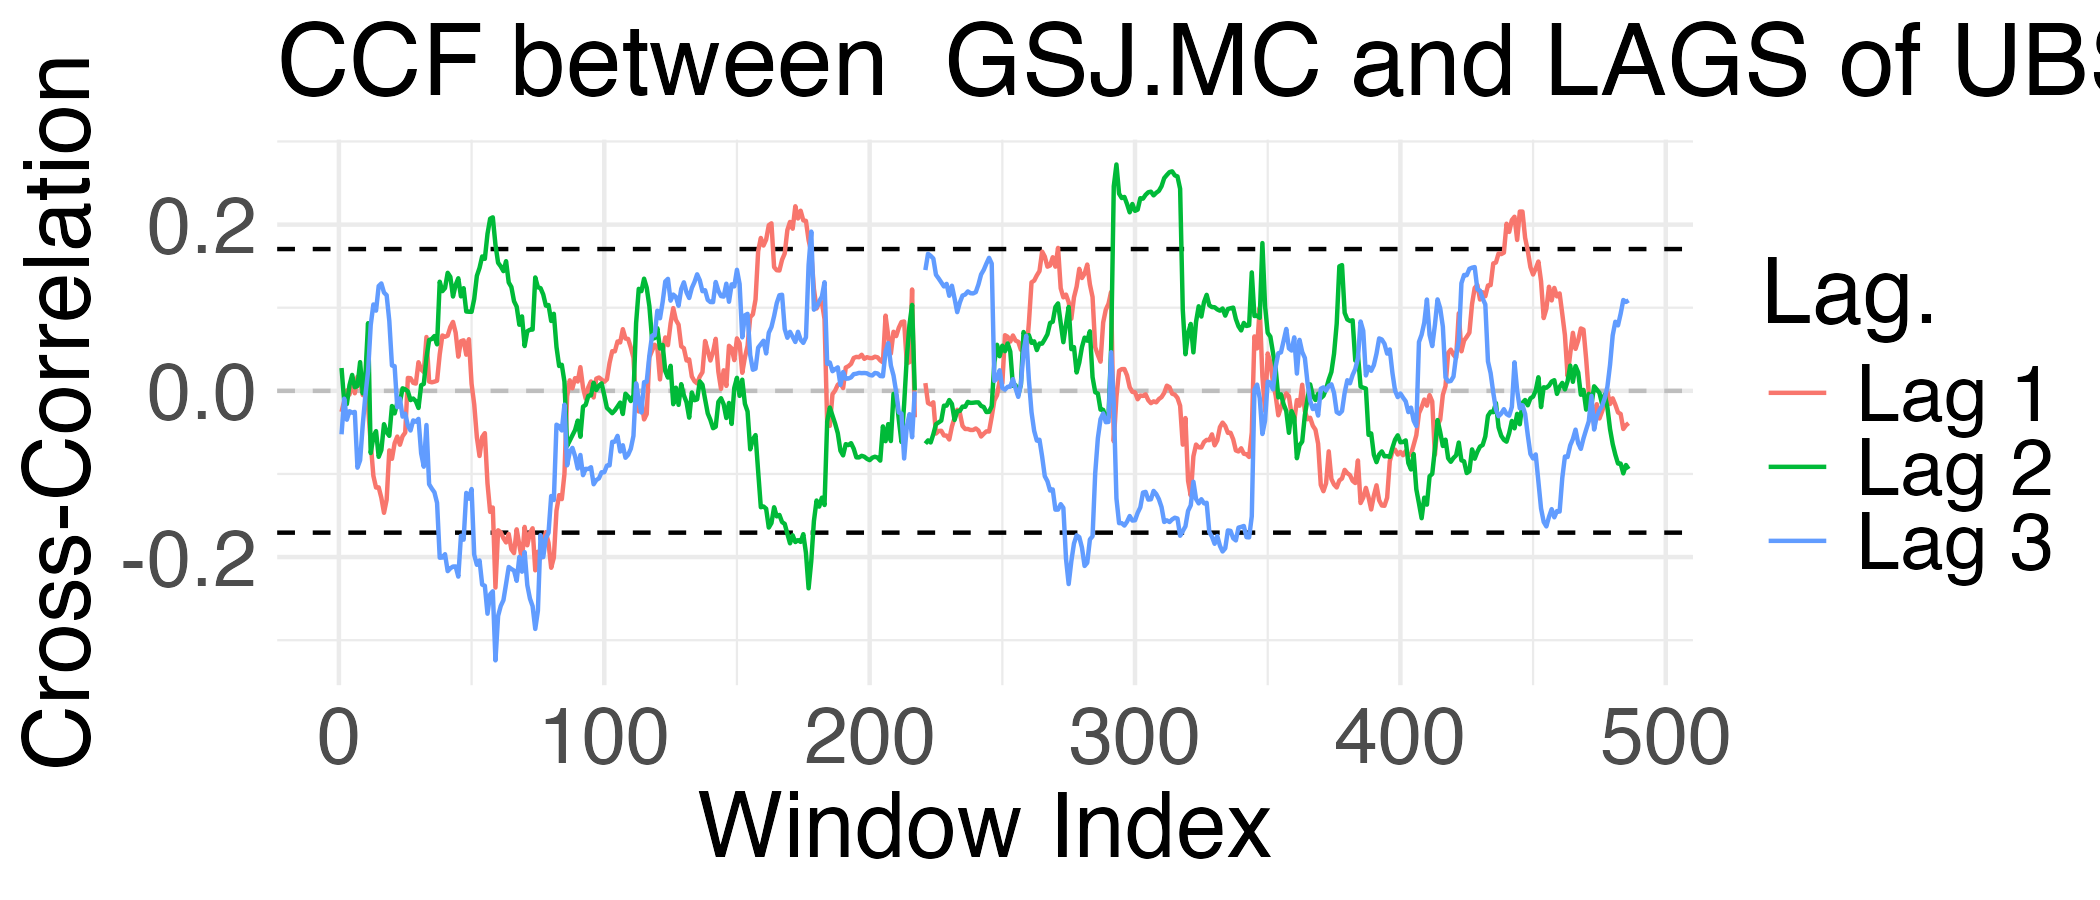 CCF between GSJ.MC and LAGS of UBS
Cross-Correlation
0.2
0.0
-0.2
0 100 200 300 400 500
Window Index
Lag.
Lag 1
Lag 2
Lag 3